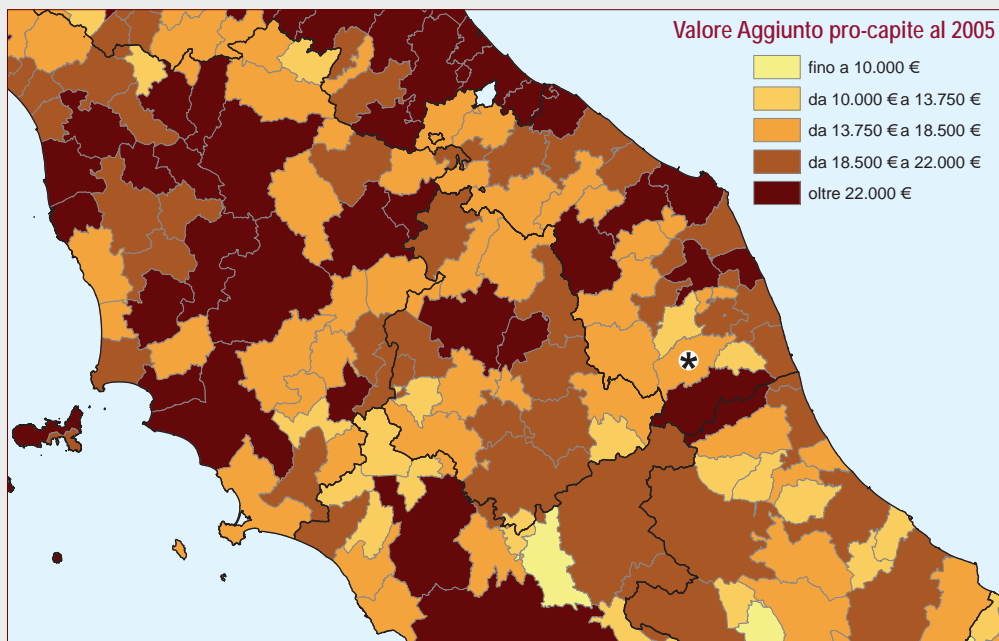 Valore Aggiunto pro-capite al 2005
fino a 10.000 €
da 10.000 € a 13.750 €
da 13.750 € a 18.500 €
da 18.500 € a 22.000 €
oltre 22.000 €
*